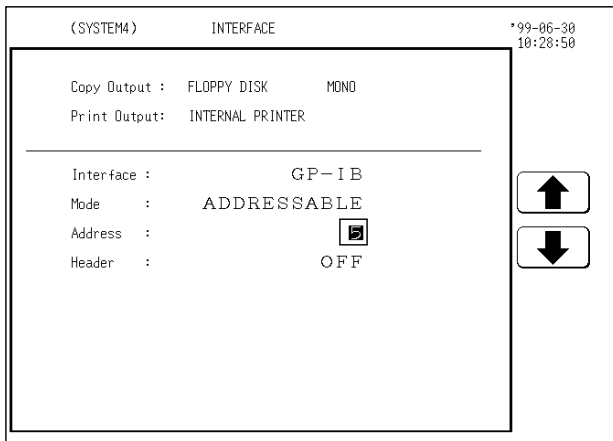 (SYSTEM4) INTERFACE '99-06-30
10:28:50
Copy Output : FLOPPY DISK MONO
Print Output: INTERNAL PRINTER
Interface : GP-IB
Mode : ADDRESSABLE
Address : 5
Header : OFF